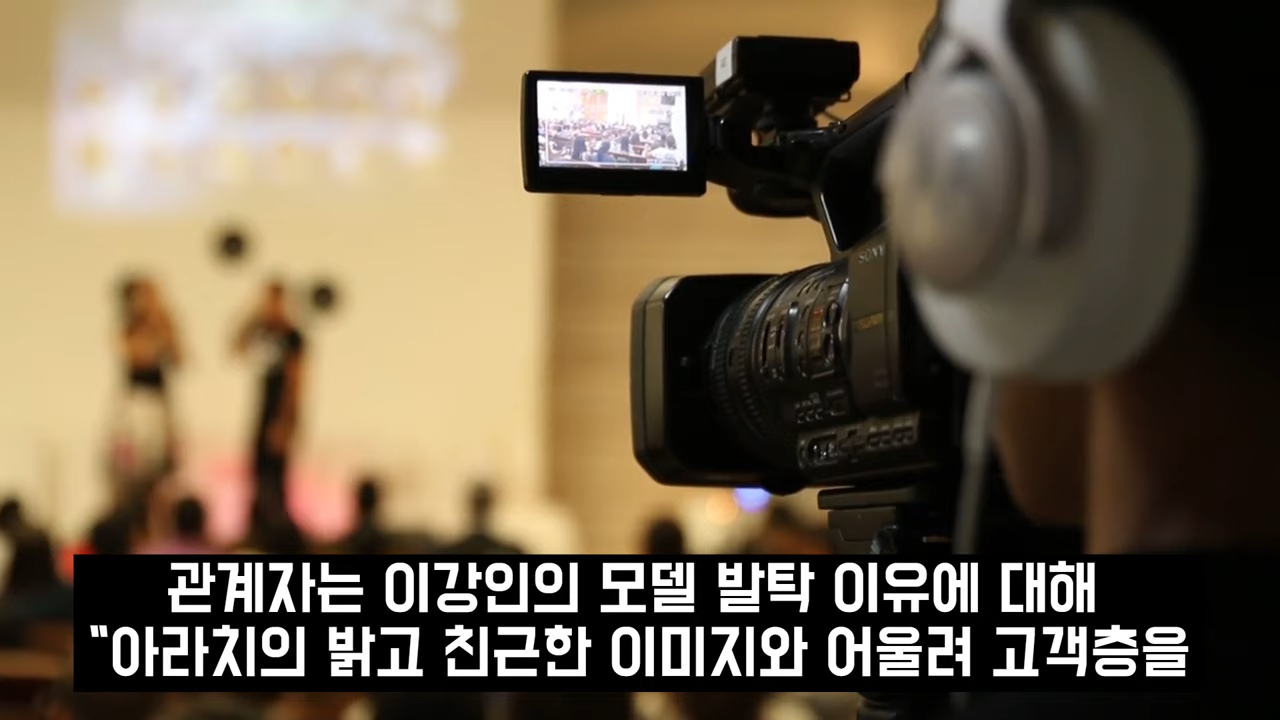 SONY
관계자는 이강인의 모델 발탁 이유에 대해
“아라치의 밝고 친근한 이미지와 어울려 고객층을